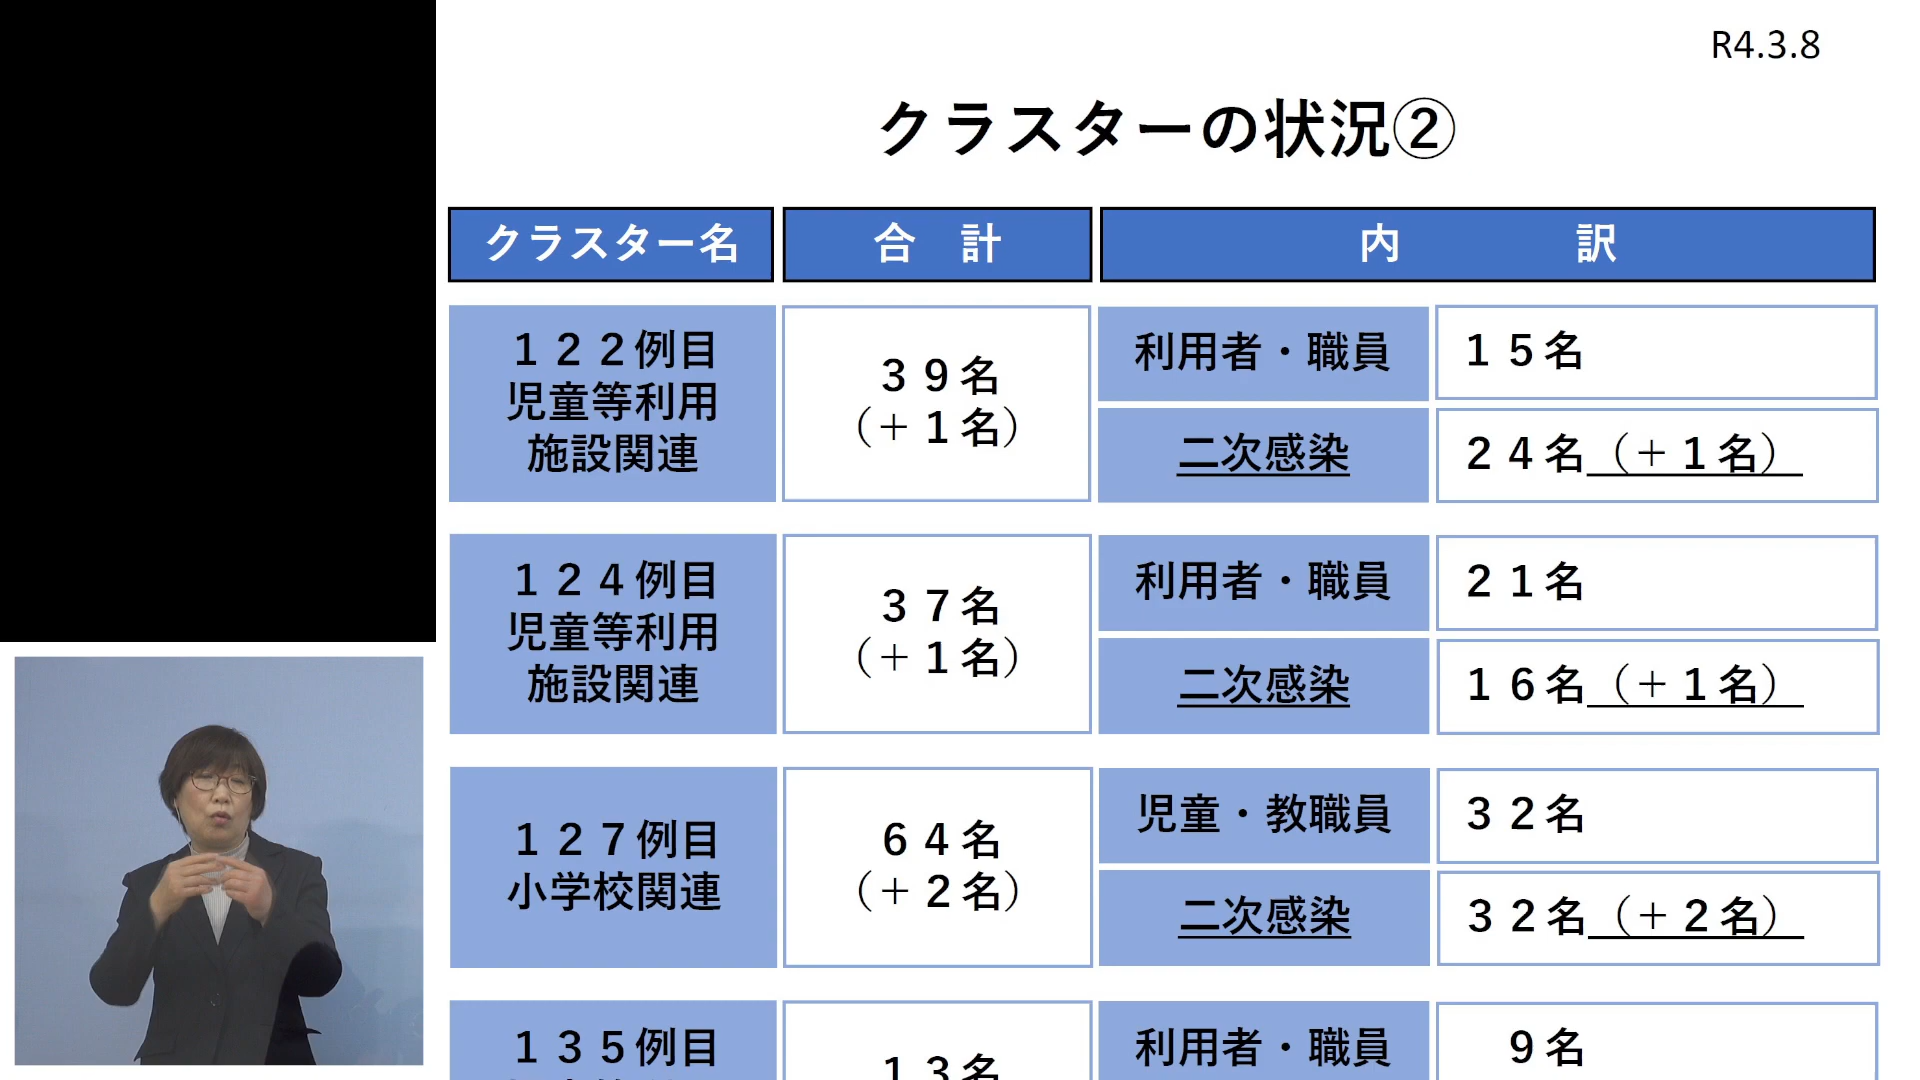 R4.3.8
クラスターの状況②
クラスター名
合　計
内　訳
１２２例目
児童等利用
施設関連
３９名
（＋１名）
利用者・職員
１５名
二次感染
２４名（＋１名）
１２４例目
児童等利用
施設関連
３７名
（＋１名）
利用者・職員
２１名
二次感染
１６名（＋１名）
１２７例目
小学校関連
６４名
（＋２名）
児童・教職員
３２名
二次感染
３２名（＋２名）
１３５例目
１３名
利用者・職員
９名